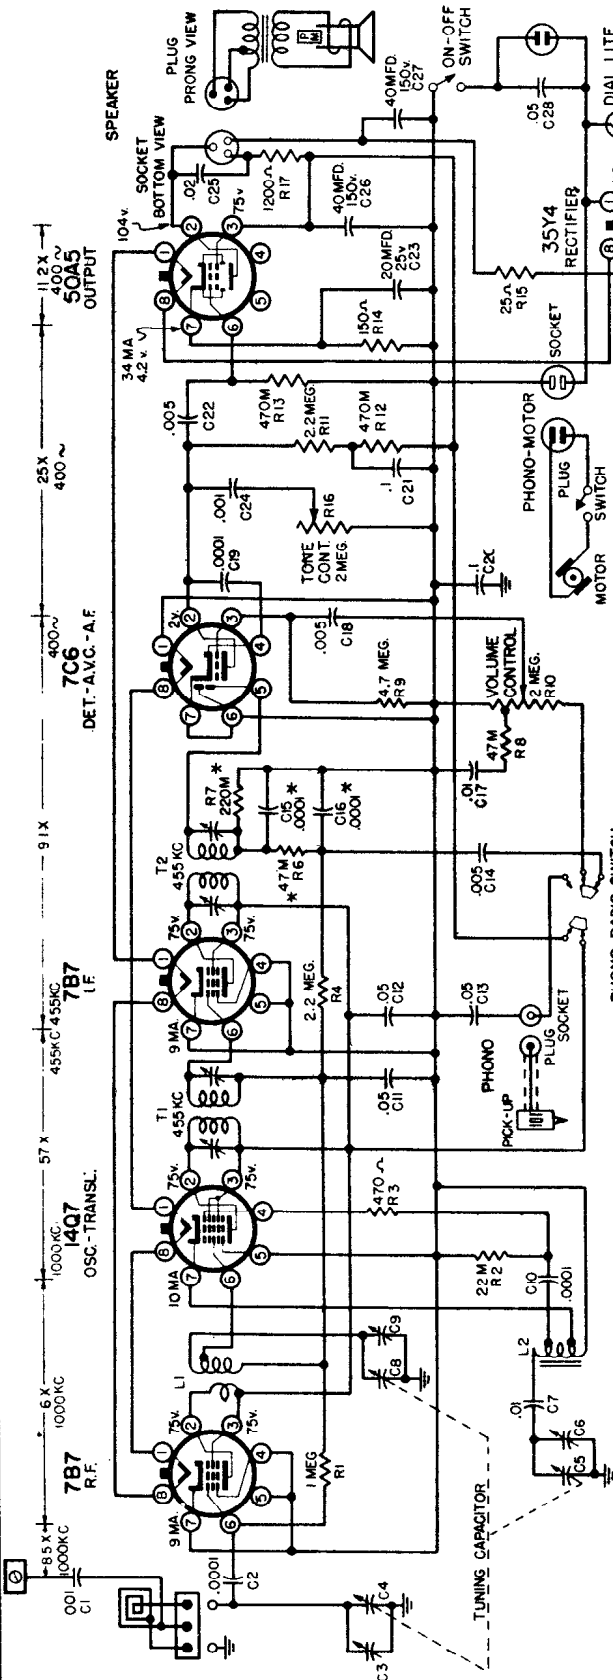 8.5 X
1000KC
6 X
1000KC
57 X
1000KC.
455KC
91X
455KC
400~
25X
400~
11.2 X
400~
7B7
R.F.
14Q7
OSC.-TRANSL.
7B7
I.F.
7C6
DET.-A.V.C.-A.F.
50A5
OUTPUT
SPEAKER
SOCKET
BOTTOM VIEW
PLUG
PRONG VIEW
001
C1
9 MA
75v.
75v.
10 MA
75v.
75v.
9 MA.
75v.
75v.
2v.
34 MA
4.2 v.
104v.
75v
L1
T1
455KC
T2
455KC
R7 *
220M
C15 *
.0001
C16 *
.0001
47M
R6
*
C19
.0001
.005
C22
.001
C24
TONE
CONT.
2MEG.
R16
470M
R13
2.2MEG.
R11
470M
R12
.1
C21
150Ω
R14
20MFD.
25v
C23
.02
C25
1200Ω
R17
40MFD.
150v.
C26
40MFD.
150v.
C27
ON-OFF
SWITCH
.0001
C2
1 MEG
R1
C3
C4
C8
C9
TUNING CAPACITOR
C5
C6
.01
C7
L2
C10
.0001
22M
R2
470Ω
R3
2.2 MEG.
R4
.05
C11
.05
C12
.05
C13
PHONO
PICK-UP
PLUG
SOCKET
.005
C14
.01
C17
47M
R8
VOLUME
CONTROL
2 MEG.
R10
4.7 MEG.
R9
.005
C18
.1
C20
PHONO-MOTOR
PLUG
SWITCH
MOTOR
SOCKET
25Ω
R15
35Y4
RECTIFIER
.05
C28
DIAL LITE